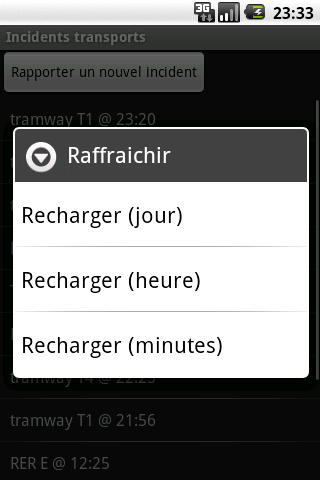 3G 23:33
Incidents transports
Rapporter un nouvel incident
tramway T1 @ 23:20
Raffraichir
Recharger (jour)
Recharger (heure)
Recharger (minutes)
tramway T4 @ 22:25
tramway T1 @ 21:56
RER E @ 12:25